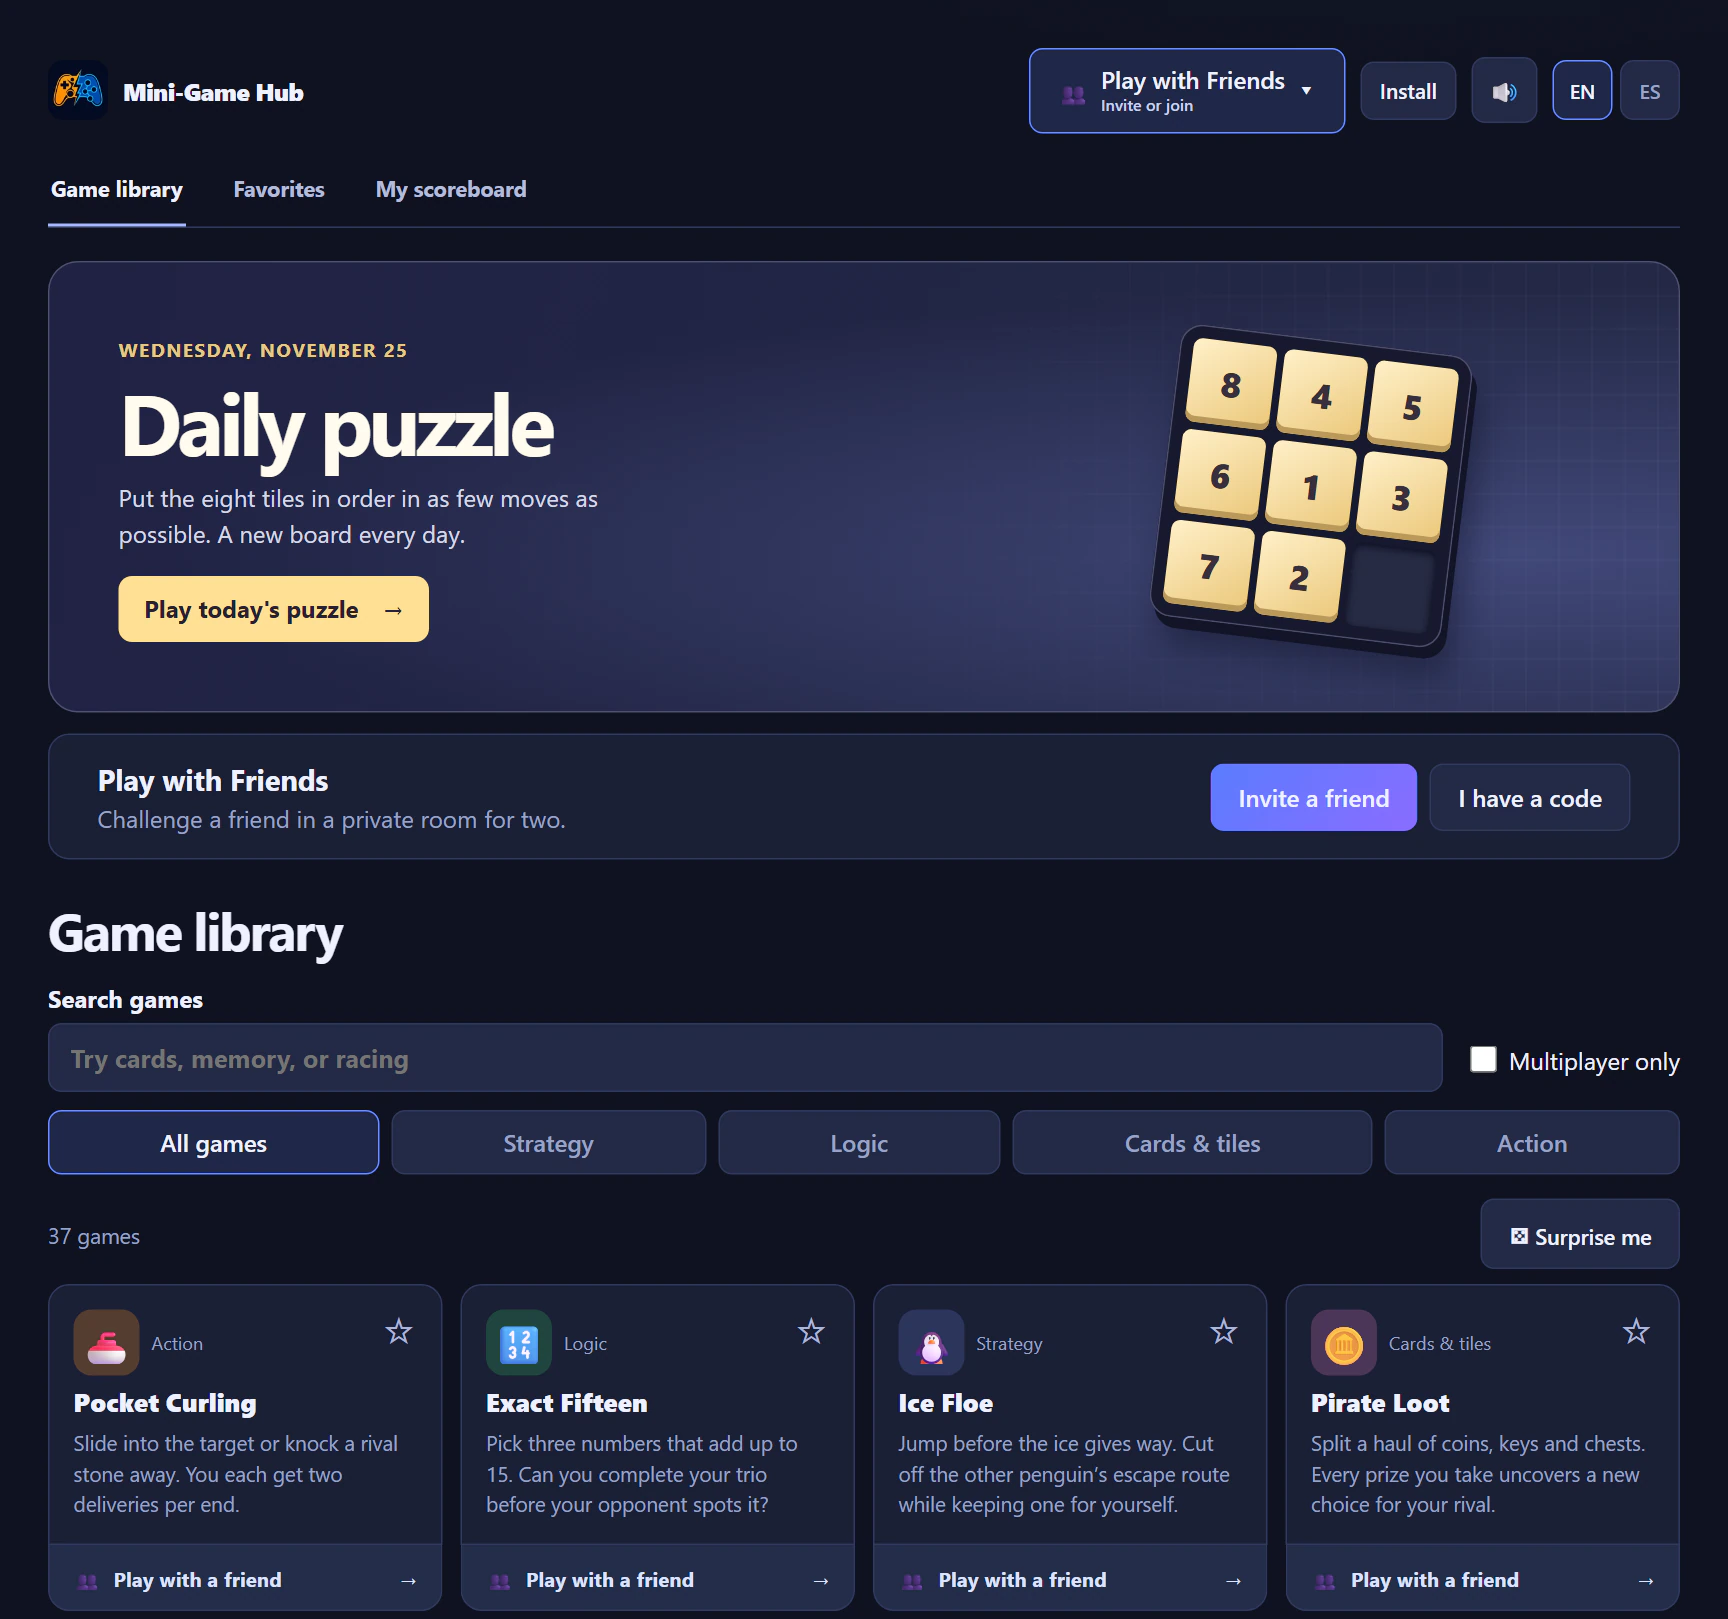 Mini-Game Hub
Play with Friends ▼
Invite or join
Install
EN
ES
Game library
Favorites
My scoreboard
WEDNESDAY, NOVEMBER 25
Daily puzzle
Put the eight tiles in order in as few moves as
possible. A new board every day.
Play today's puzzle →
8 4 5
6 1 3
7 2
Play with Friends
Challenge a friend in a private room for two.
Invite a friend
I have a code
Game library
Search games
Try cards, memory, or racing
Multiplayer only
All games
Strategy
Logic
Cards & tiles
Action
37 games
Surprise me
Action
Pocket Curling
Slide into the target or knock a rival
stone away. You each get two
deliveries per end.
Play with a friend →
1 2
3 4
Logic
Exact Fifteen
Pick three numbers that add up to
15. Can you complete your trio
before your opponent spots it?
Play with a friend →
Strategy
Ice Floe
Jump before the ice gives way. Cut
off the other penguin’s escape route
while keeping one for yourself.
Play with a friend →
Cards & tiles
Pirate Loot
Split a haul of coins, keys and chests.
Every prize you take uncovers a new
choice for your rival.
Play with a friend →